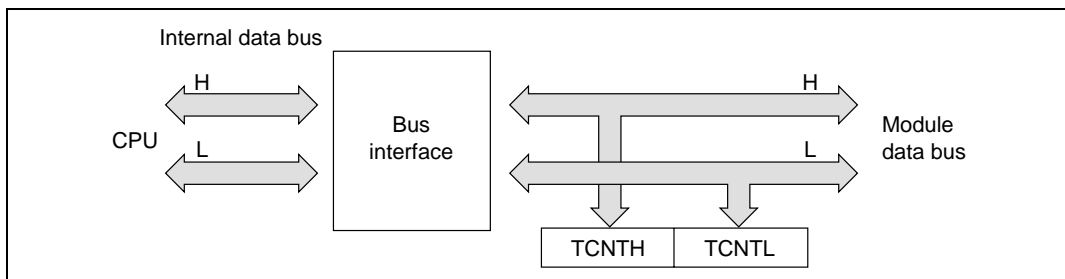 Internal data bus
H
H
CPU
Bus
interface
Module
data bus
L
L
TCNTH
TCNTL